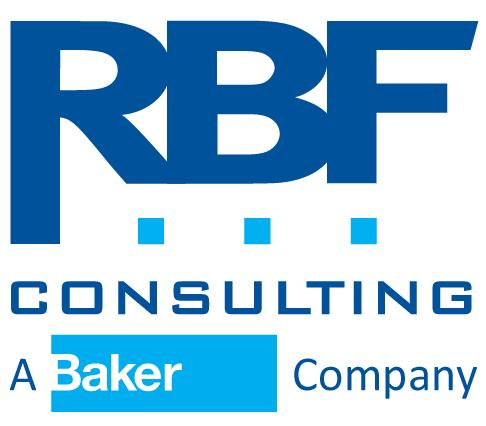 RBF
CONSULTING
A Baker Company